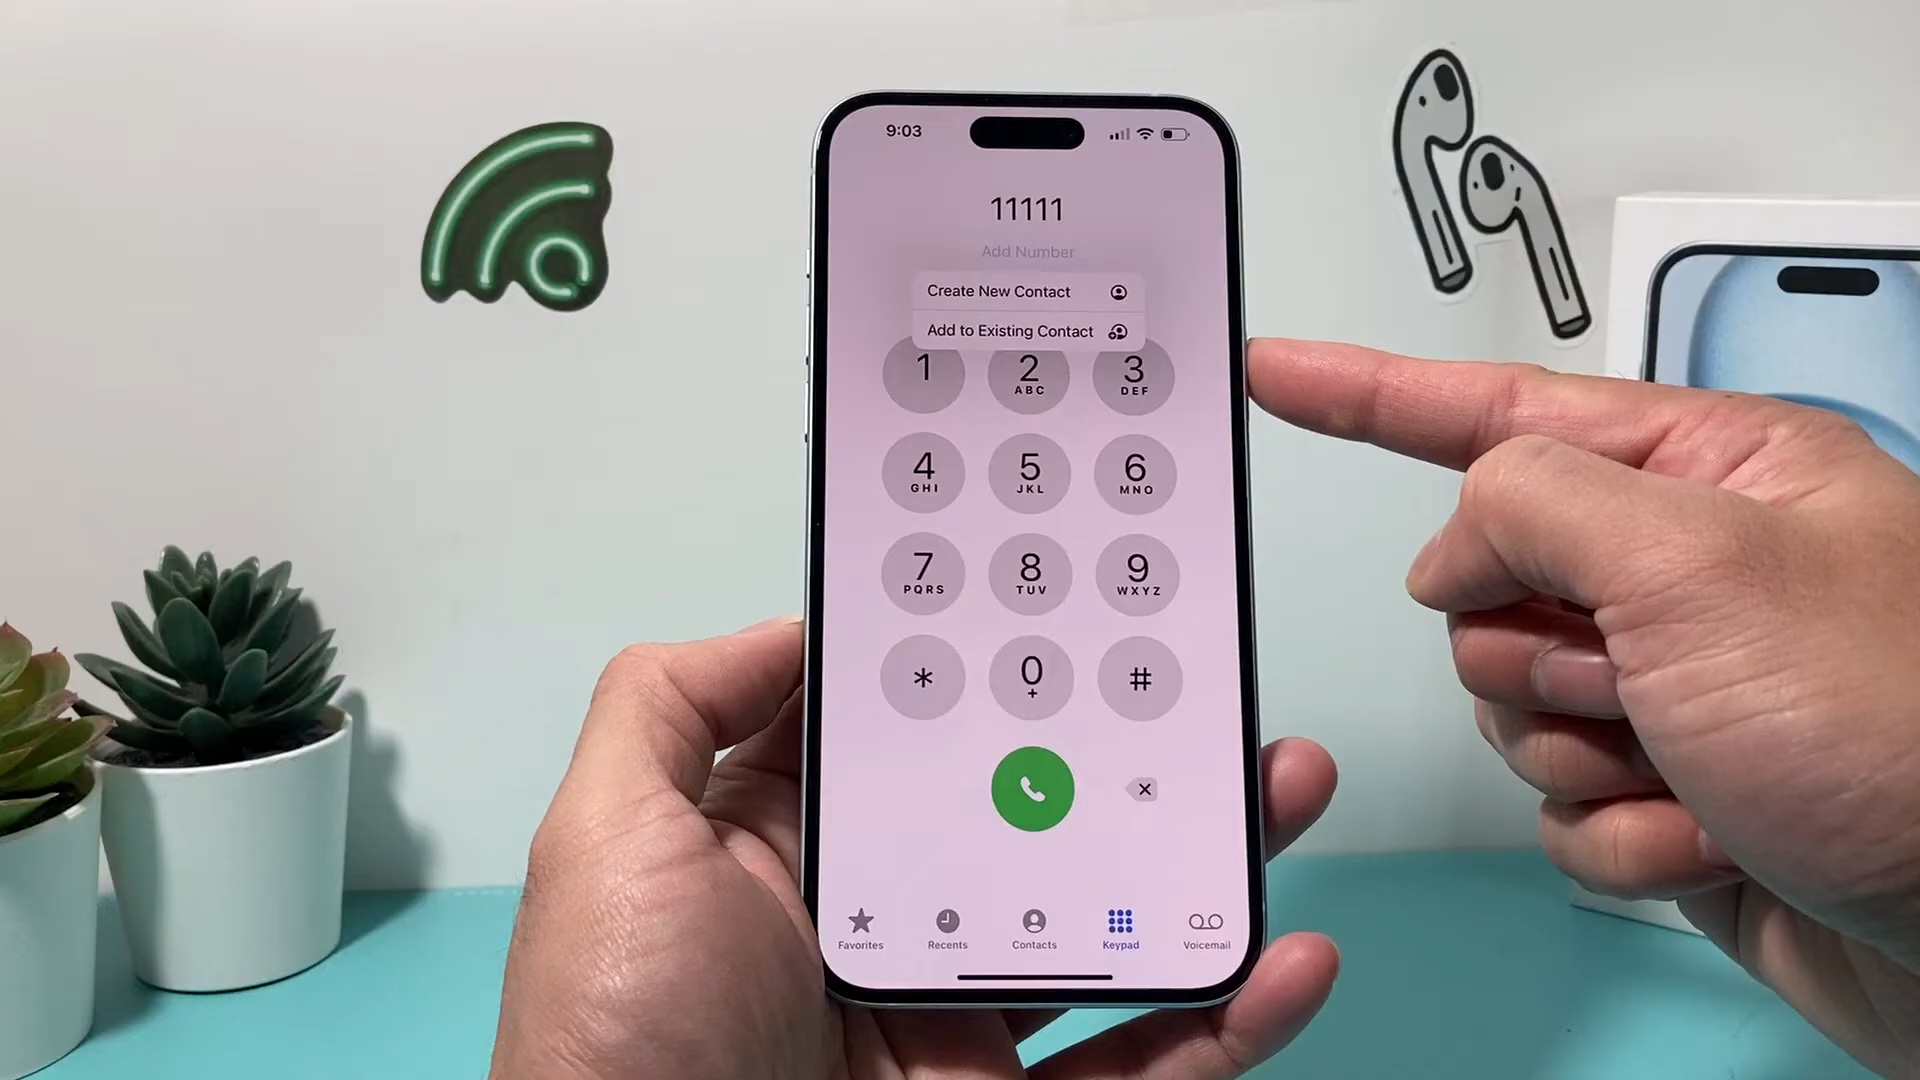 9:03
11111
Add Number
Create New Contact
Add to Existing Contact
1 2 3
ABC DEF
4 5 6
GHI JKL MNO
7 8 9
PQRS TUV WXYZ
* 0 #
+
Favorites Recents Contacts Keypad Voicemail